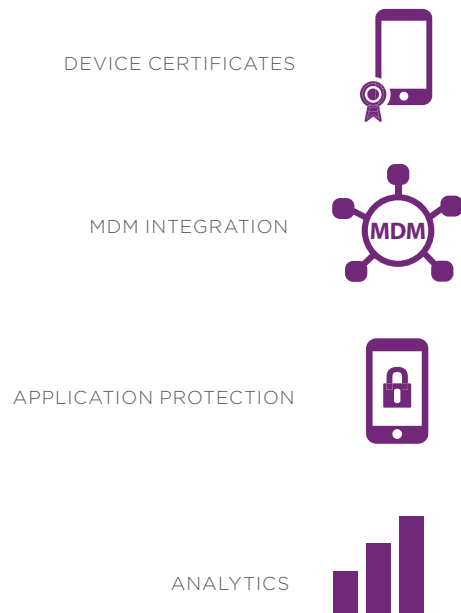 DEVICE CERTIFICATES
MDM INTEGRATION
MDM
APPLICATION PROTECTION
ANALYTICS